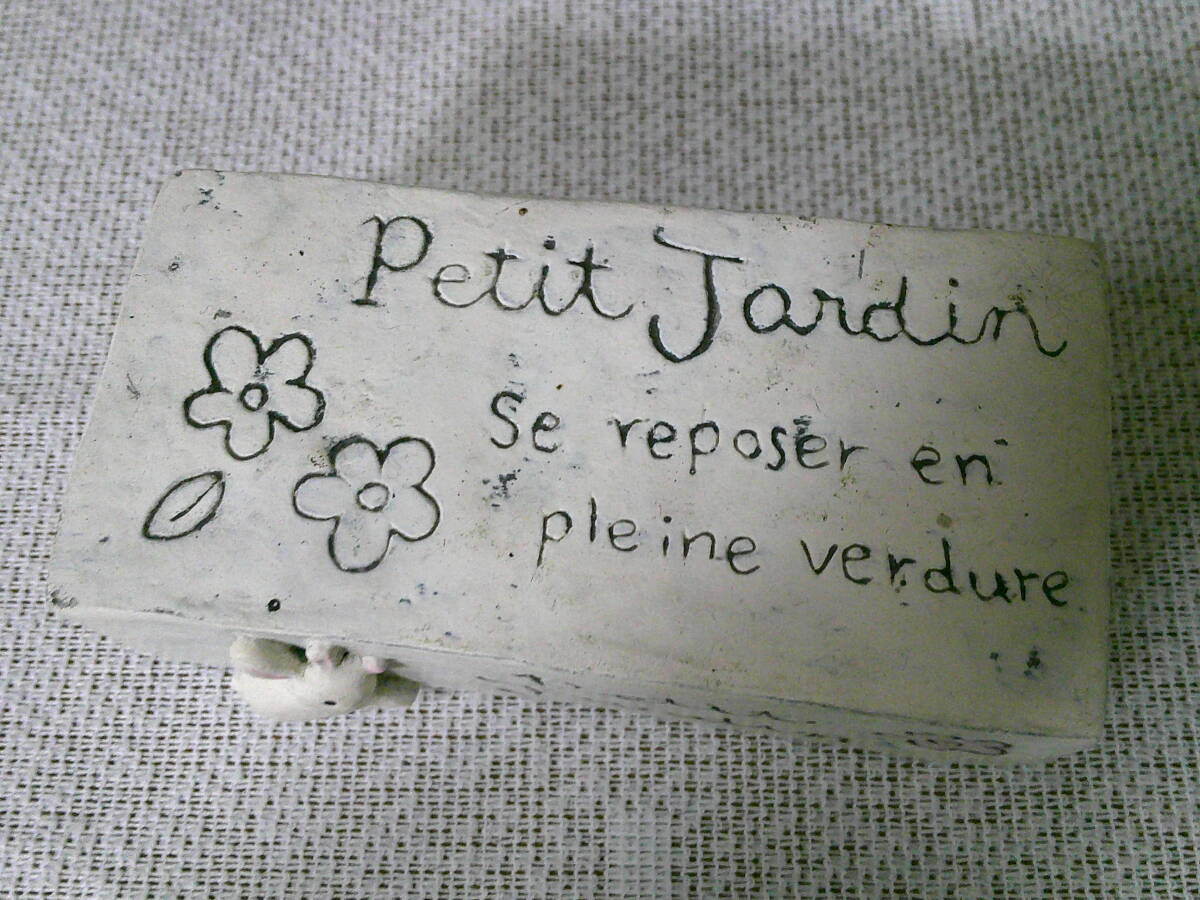 Petit Jardin
Se reposer en
pleine verdure